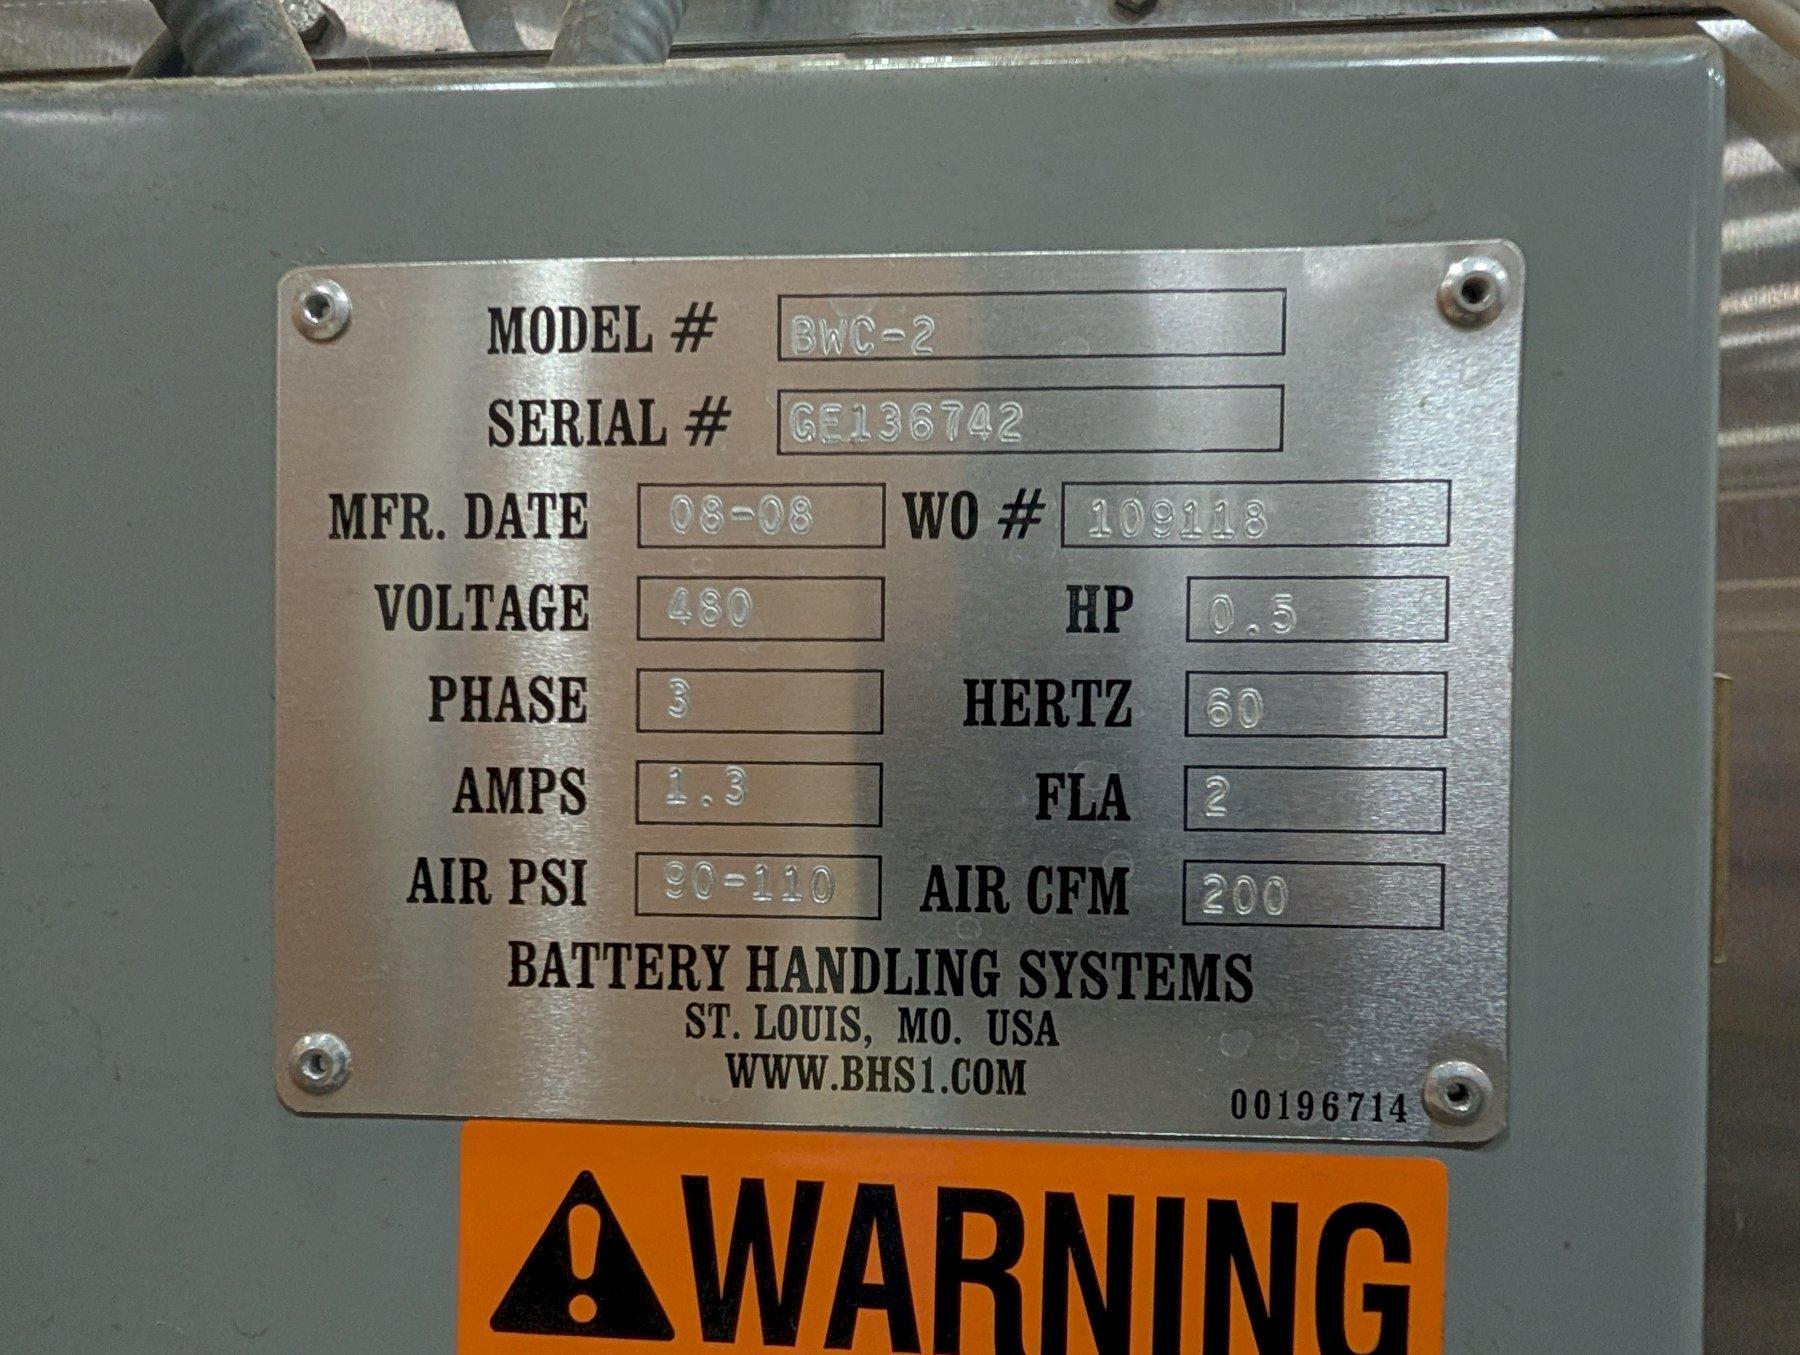 MODEL # BWC-2
SERIAL # GE136742
MFR. DATE 08-08 WO # 109118
VOLTAGE 480 HP 0.5
PHASE 3 HERTZ 60
AMPS 1.3 FLA 2
AIR PSI 90-110 AIR CFM 200
BATTERY HANDLING SYSTEMS
ST. LOUIS, MO. USA
WWW.BHS1.COM
00196714
WARNING